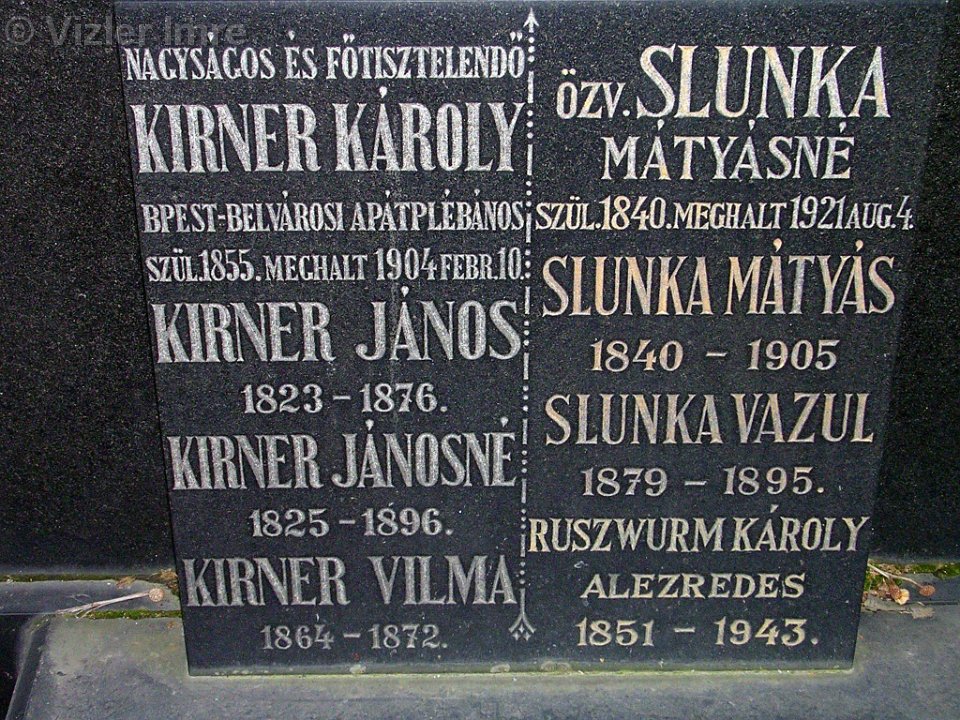 © Vizler Imre
NAGYSÁGOS ÉS FŐTISZTELENDŐ
KIRNER KÁROLY
BPEST-BELVÁROSI APÁTPLÉBÁNOS
SZÜL.1855. MEGHALT 1904 FEBR.10.
KIRNER JÁNOS
1823 – 1876.
KIRNER JÁNOSNÉ
1825 – 1896.
KIRNER VILMA
1864 – 1872.
ÖZV. SLUNKA
MÁTYÁSNÉ
SZÜL.1840. MEGHALT 1921 AUG.4.
SLUNKA MÁTYÁS
1840 – 1905
SLUNKA VAZUL
1879 – 1895.
RUSZWURM KÁROLY
ALEZREDES
1851 – 1943.